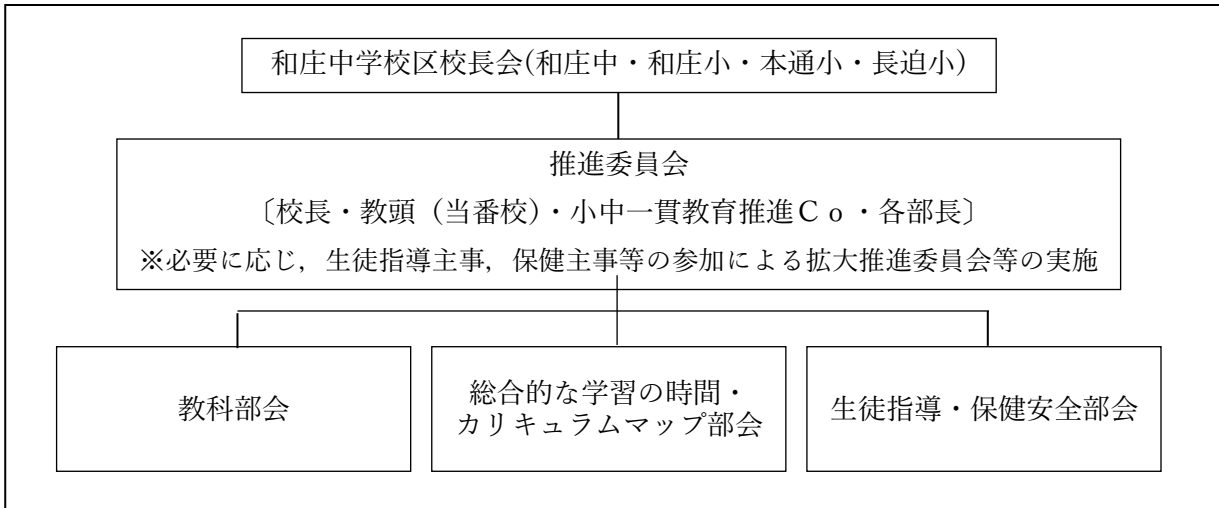 和庄中学校区校長会(和庄中・和庄小・本通小・長迫小)
推進委員会
〔校長・教頻（当番校）・小中一貫教育推進Ｃｏ・各部長〕
※必要に応じ，生徒指導主事，保健主事等の参加による拡大推進委員会等の実施
教科部会
総合的な学習の時間・
カリキュラムマップ部会
生徒指導・保健安全部会